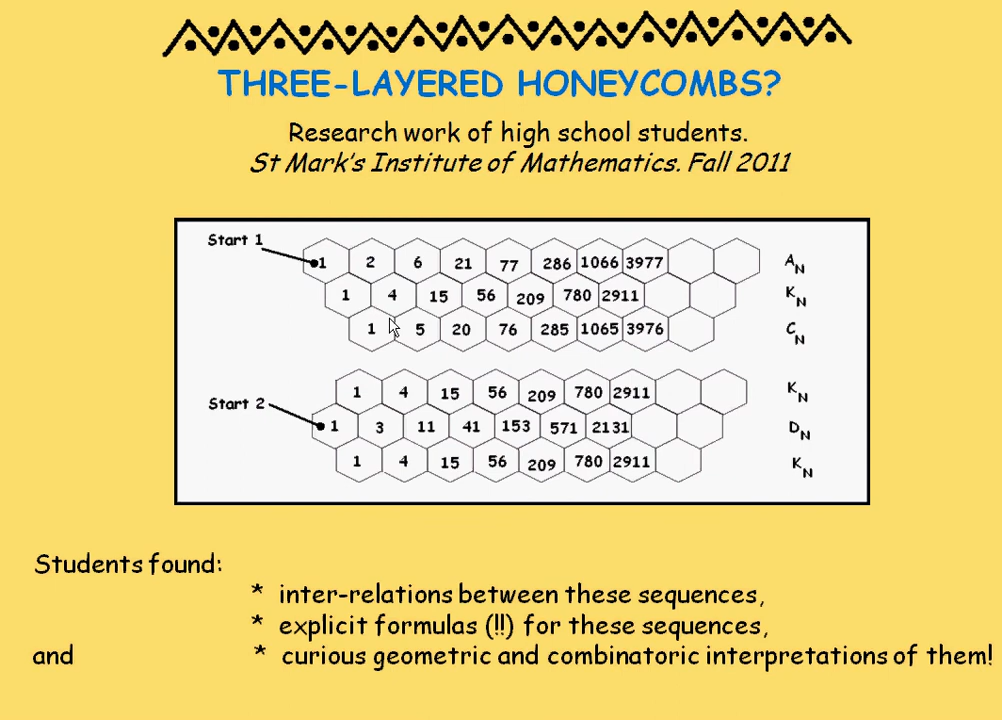 THREE-LAYERED HONEYCOMBS?
Research work of high school students.
St Mark's Institute of Mathematics. Fall 2011
Start 1
1 2 6 21 77 286 1066 3977 A_N
1 4 15 56 209 780 2911 K_N
1 5 20 76 285 1065 3976 C_N
1 4 15 56 209 780 2911 K_N
Start 2
1 3 11 41 153 571 2131 D_N
1 4 15 56 209 780 2911 K_N
Students found:
* inter-relations between these sequences,
* explicit formulas (!!) for these sequences,
and * curious geometric and combinatoric interpretations of them!